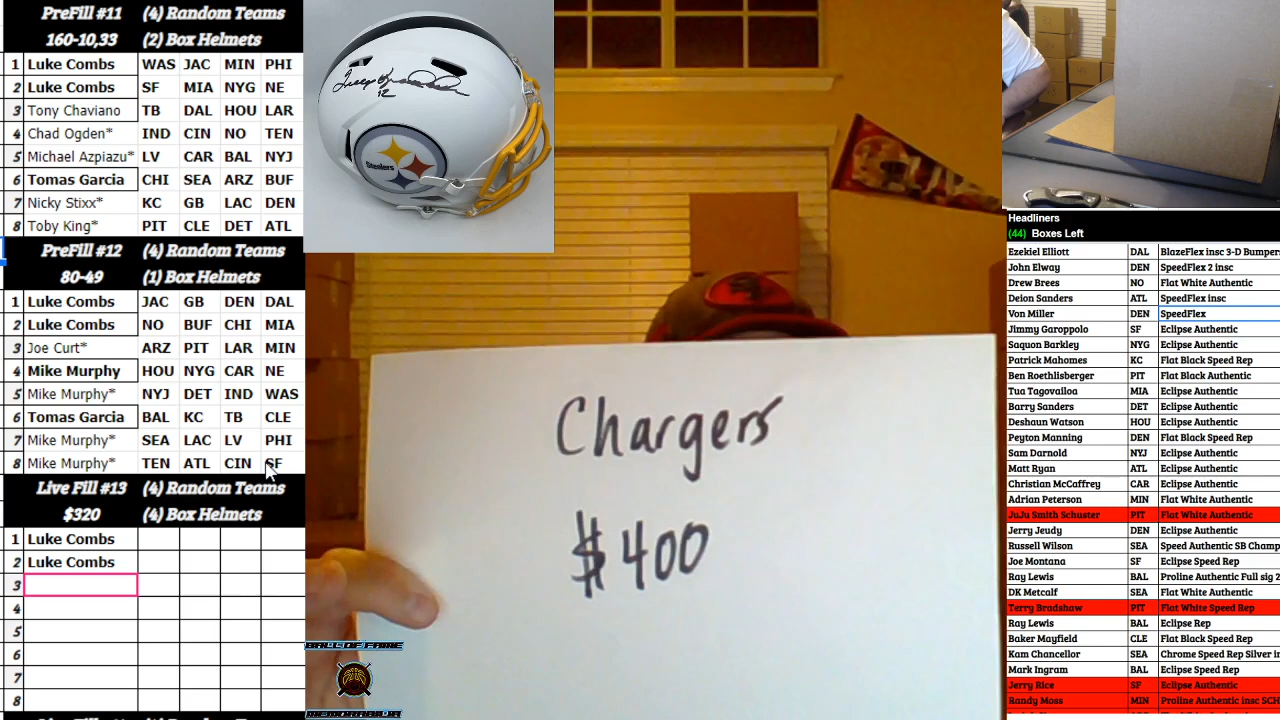 PreFill #11 (4) Random Teams
160-10,33 (2) Box Helmets
1 Luke Combs WAS JAC MIN PHI
2 Luke Combs SF MIA NYG NE
3 Tony Chaviano TB DAL HOU LAR
4 Chad Ogden* IND CIN NO TEN
5 Michael Azpiazu* LV CAR BAL NYJ
6 Tomas Garcia CHI SEA ARZ BUF
7 Nicky Stixx* KC GB LAC DEN
8 Toby King* PIT CLE DET ATL
PreFill #12 (4) Random Teams
80-49 (1) Box Helmets
1 Luke Combs JAC GB DEN DAL
2 Luke Combs NO BUF CHI MIA
3 Joe Curt* ARZ PIT LAR MIN
4 Mike Murphy HOU NYG CAR NE
5 Mike Murphy* NYJ DET IND WAS
6 Tomas Garcia BAL KC TB CLE
7 Mike Murphy* SEA LAC LV PHI
8 Mike Murphy* TEN ATL CIN SF
Live Fill #13 (4) Random Teams
$320 (4) Box Helmets
1 Luke Combs
2 Luke Combs
3
4
5
6
7
8
Steelers
12
Chargers
$400
BALL OF FAME
MEMORABILIA
Headliners
(44) Boxes Left
Ezekiel Elliott DAL BlazeFlex insc 3-D Bumpers
John Elway DEN SpeedFlex 2 insc
Drew Brees NO Flat White Authentic
Deion Sanders ATL SpeedFlex insc
Von Miller DEN SpeedFlex
Jimmy Garoppolo SF Eclipse Authentic
Saquon Barkley NYG Eclipse Authentic
Patrick Mahomes KC Flat Black Speed Rep
Ben Roethlisberger PIT Flat Black Authentic
Tua Tagovailoa MIA Eclipse Authentic
Barry Sanders DET Eclipse Authentic
Deshaun Watson HOU Eclipse Authentic
Peyton Manning DEN Flat Black Speed Rep
Sam Darnold NYJ Eclipse Authentic
Matt Ryan ATL Eclipse Authentic
Christian McCaffrey CAR Eclipse Authentic
Adrian Peterson MIN Flat White Authentic
JuJu Smith Schuster PIT Flat White Authentic
Jerry Jeudy DEN Eclipse Authentic
Russell Wilson SEA Speed Authentic SB Champ
Joe Montana SF Eclipse Speed Rep
Ray Lewis BAL Proline Authentic Full sig 2
DK Metcalf SEA Flat White Authentic
Terry Bradshaw PIT Flat White Speed Rep
Ray Lewis BAL Eclipse Rep
Baker Mayfield CLE Flat Black Speed Rep
Kam Chancellor SEA Chrome Speed Rep Silver in
Mark Ingram BAL Eclipse Speed Rep
Jerry Rice SF Eclipse Authentic
Randy Moss MIN Proline Authentic insc SCH